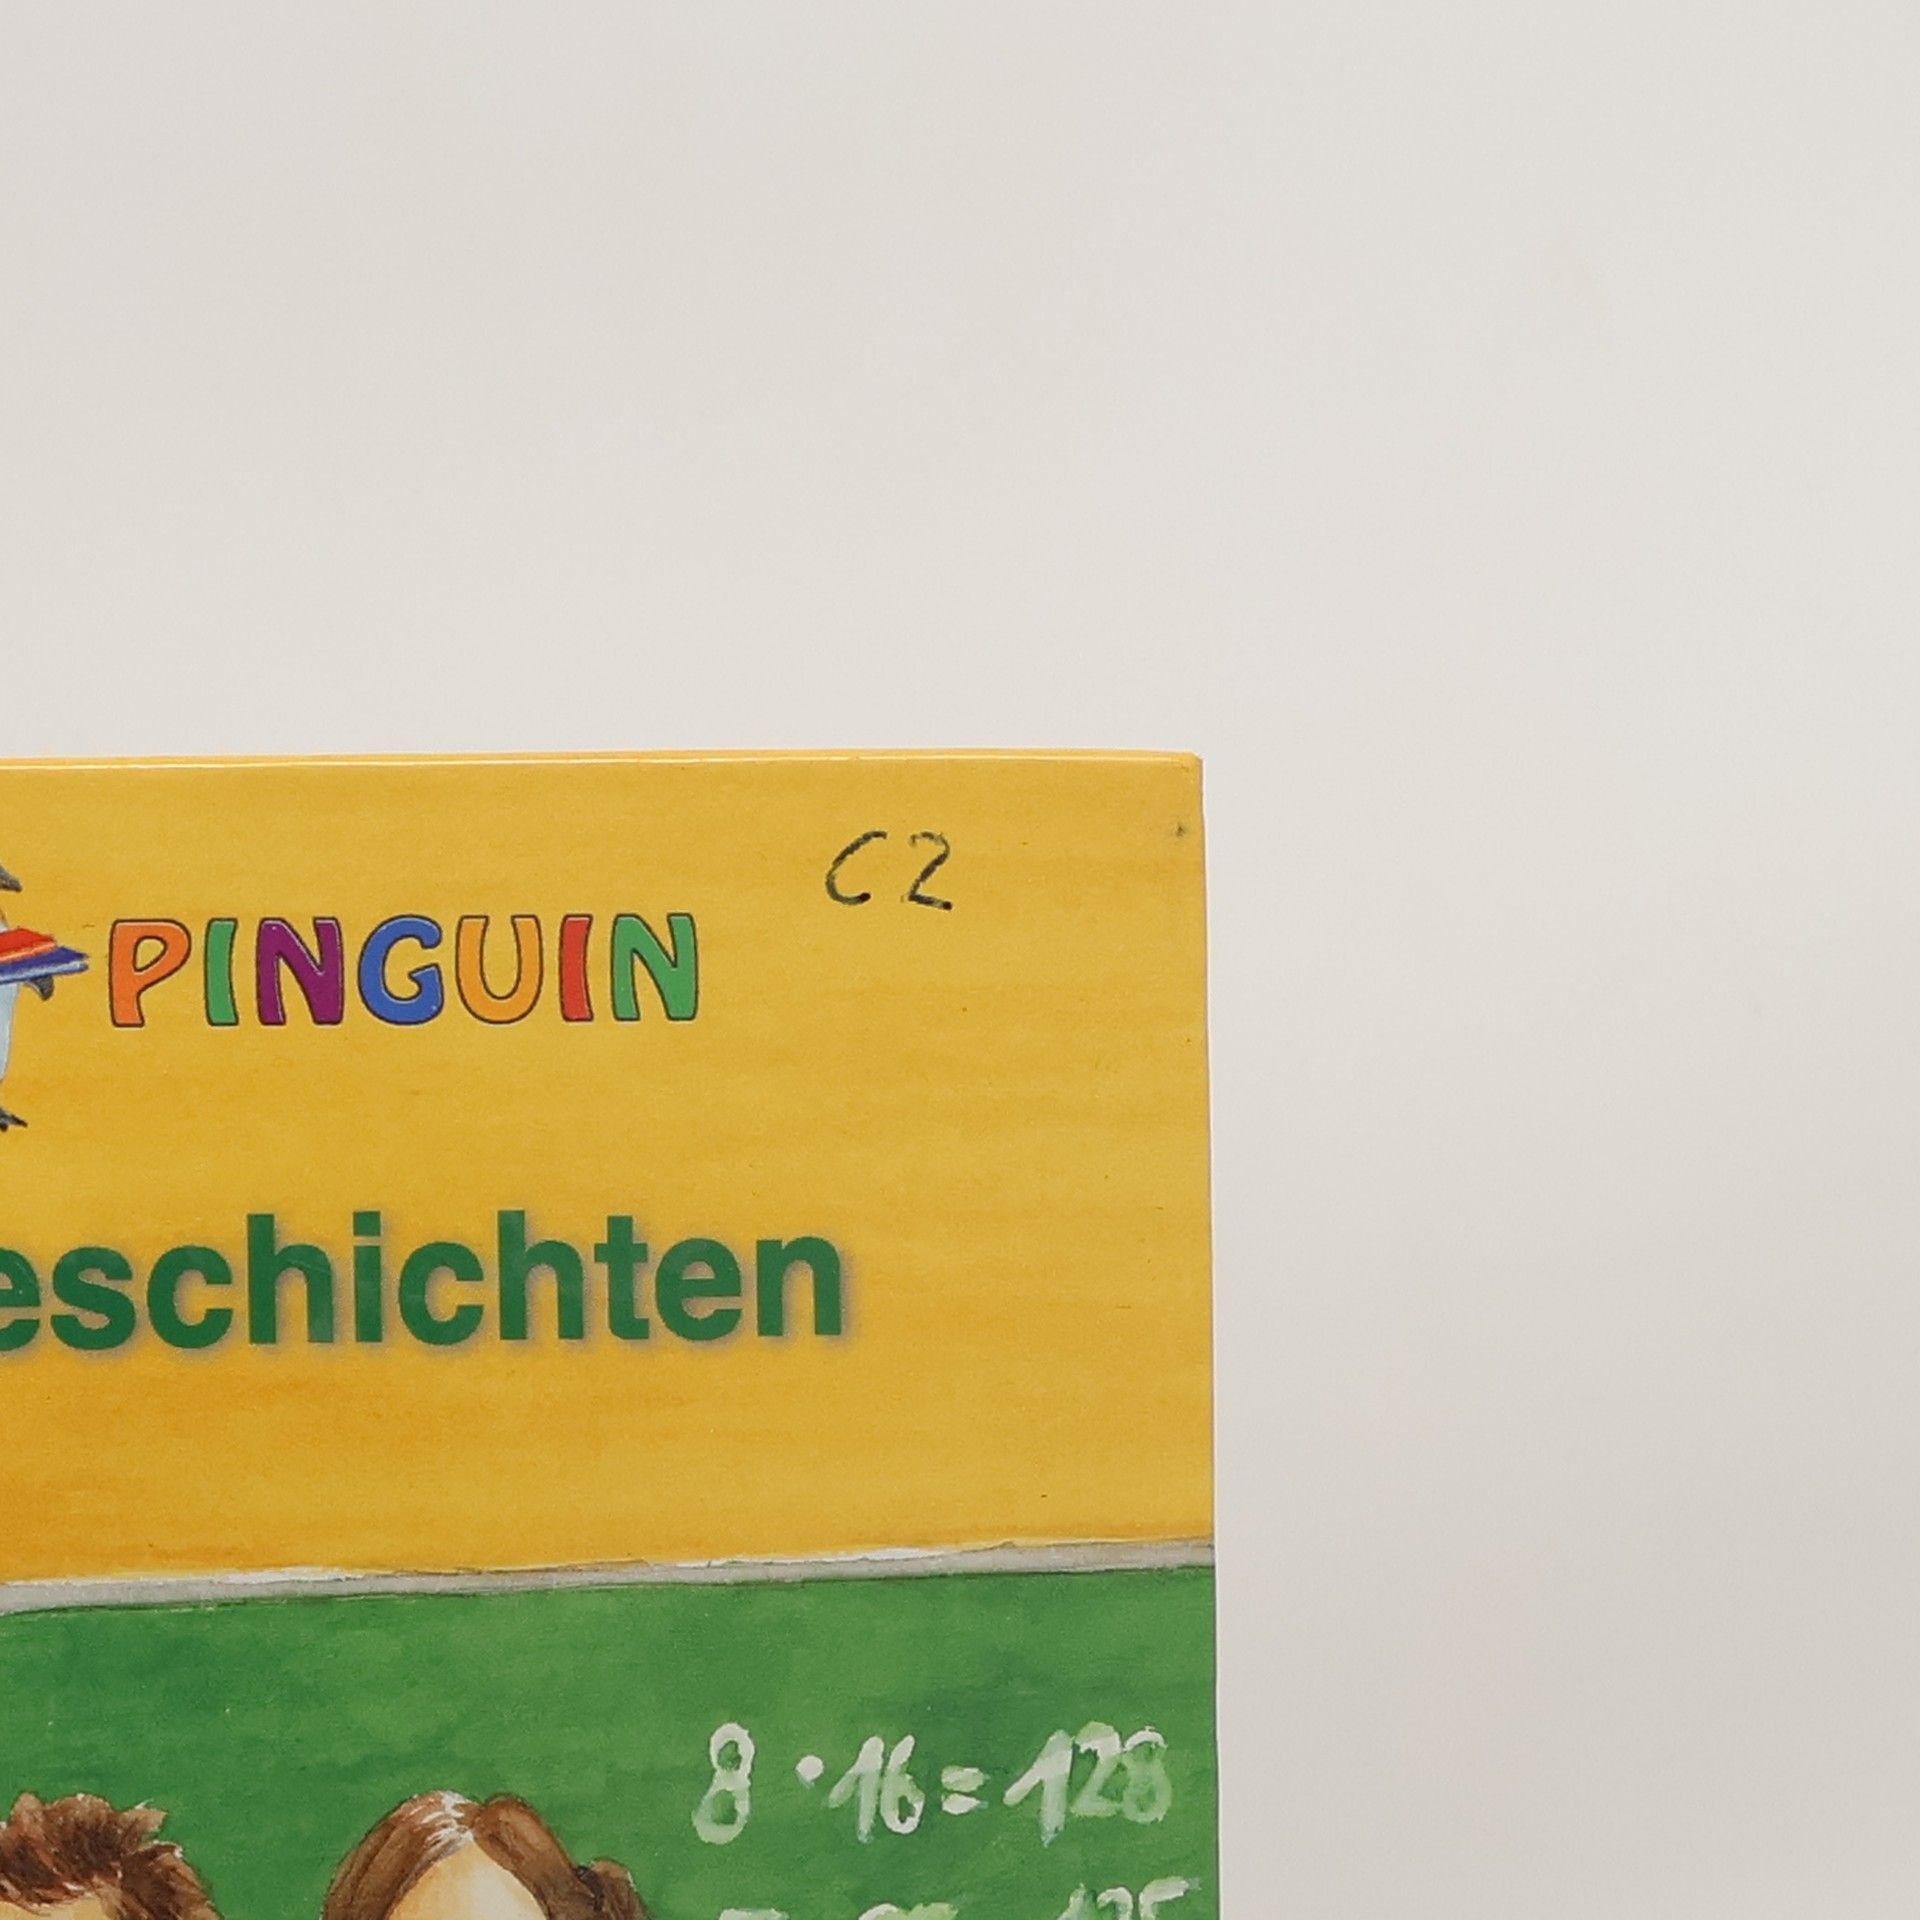 C2
PINGUIN
eschichten
8 · 16 = 128